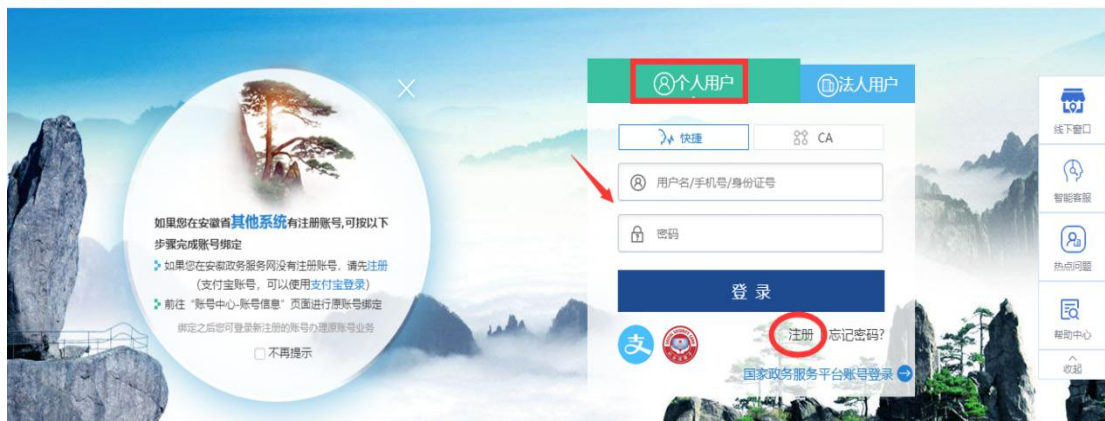 如果您在安徽省其他系统有注册账号,可按以下
步骤完成账号绑定
如果您在安徽政务服务网没有注册账号，请先注册
（支付宝账号，可以使用支付宝登录）
前往“账号中心-账号信息”页面进行原账号绑定
绑定之后您可登录新注册的账号办理原账号业务
不再提示
个人用户
法人用户
快捷
CA
用户名/手机号/身份证号
密码
登 录
支
注册
忘记密码?
国家政务服务平台账号登录
线下窗口
智能客服
热点问题
帮助中心
收起